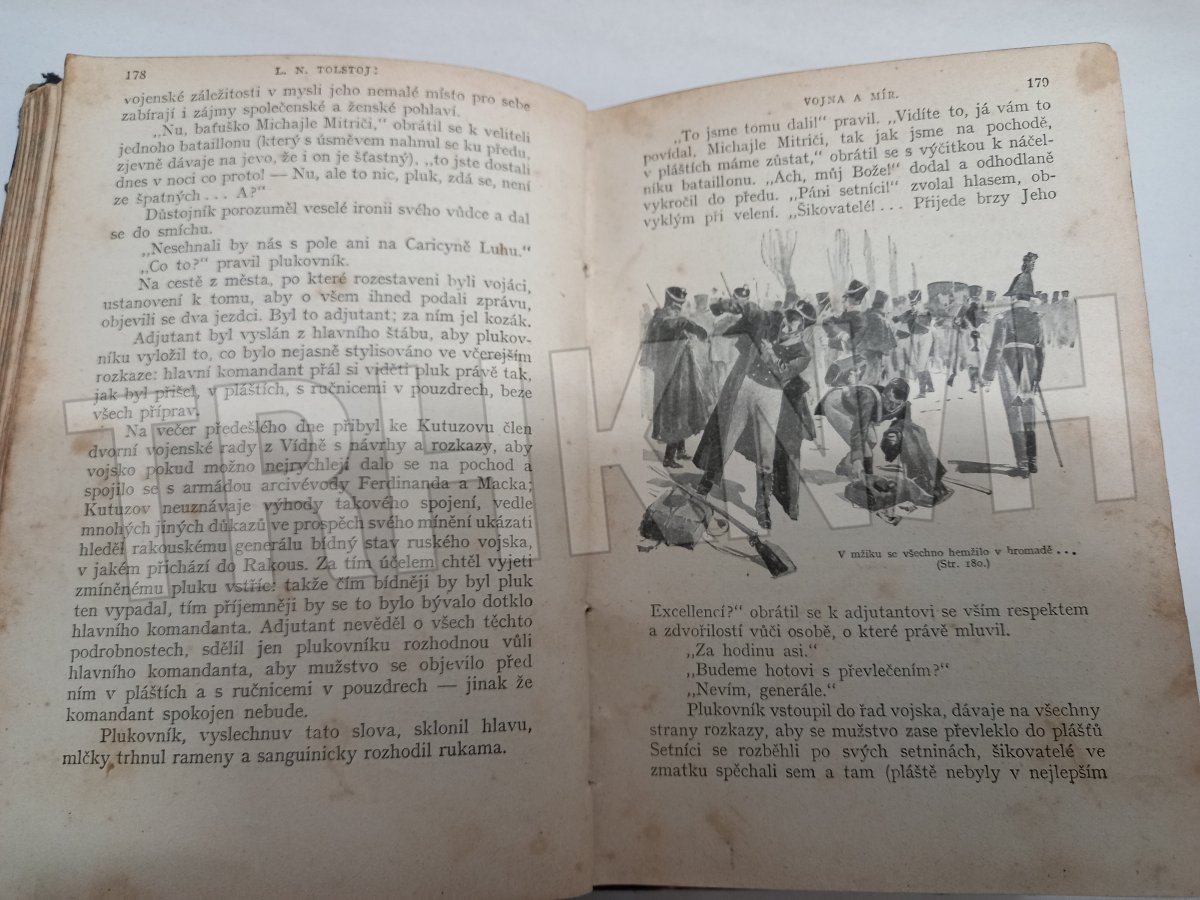 178
L. N. TOLSTOJ:
vojenské záležitosti v mysli jeho nemalé místo pro sebe
zabírají i zájmy společenské a ženské pohlaví.
„Nu, baťuško Michajle Mitriči,“ obrátil se k veliteli
jednoho bataillonu (který s úsměvem nahnul se ku předu,
zjevně dávaje na jevo, že i on je šťastný), „to jste dostali
dnes v noci co proto! — Nu, ale to nic, pluk, zdá se, není
ze špatných... A?“
Důstojník porozuměl veselé ironii svého vůdce a dal
se do smíchu.
„Nesehnali by nás s pole ani na Caricyně Luhu.“
„Co to?“ pravil plukovník.
Na cestě z města, po které rozestaveni byli vojáci,
ustanovení k tomu, aby o všem ihned podali zprávu,
objevili se dva jezdci. Byl to adjutant; za ním jel kozák.
Adjutant byl vyslán z hlavního štábu, aby plukov-
níku vyložil to, co bylo nejasně stylisováno ve včerejším
rozkaze: hlavní komandant přál si viděti pluk právě tak,
jak byl přišel, v pláštích, s ručnicemi v pouzdrech, beze
všech příprav.
Na večer předešlého dne přibyl ke Kutuzovu člen
dvorní vojenské rady z Vídně s návrhy a rozkazy, aby
vojsko pokud možno nejrychleji dalo se na pochod a
spojilo se s armádou arcivévody Ferdinanda a Macka;
Kutuzov neuznávaje výhody takového spojení, vedle
mnohých jiných důkazů ve prospěch svého mínění ukázati
hleděl rakouskému generálu bídný stav ruského vojska,
v jakém přichází do Rakous. Za tím účelem chtěl vyjeti
zmíněnému pluku vstříc: takže čím bídněji by byl pluk
ten vypadal, tím příjemněji by se to bylo bývalo dotklo
hlavního komandanta. Adjutant nevěděl o všech těchto
podrobnostech, sdělil jen plukovníku rozhodnou vůli
hlavního komandanta, aby mužstvo se objevilo před
ním v pláštích a s ručnicemi v pouzdrech — jinak že
komandant spokojen nebude.
Plukovník, vyslechnuv tato slova, sklonil hlavu,
mlčky trhnul rameny a sanguinicky rozhodil rukama.
179
VOJNA A MÍR.
„To jsme tomu dali!“ pravil. „Vidíte to, já vám to
povídal, Michajle Mitriči, tak jak jsme na pochodě,
v pláštích máme zůstat,“ obrátil se s výčitkou k náčel-
níku bataillonu. „Ach, můj Bože!“ dodal a odhodlaně
vykročil do předu. „Páni setníci!“ zvolal hlasem, ob-
vyklým při velení. „Šikovatelé!... Přijede brzy Jeho
V mžiku se všechno hemžilo v hromadě ...
(Str. 180.)
Excellencí?“ obrátil se k adjutantovi se vším respektem
a zdvořilostí vůči osobě, o které právě mluvil.
„Za hodinu asi.“
„Budeme hotovi s převlečením?“
„Nevím, generále.“
Plukovník vstoupil do řad vojska, dávaje na všechny
strany rozkazy, aby se mužstvo zase převleklo do plášťů
Setníci se rozběhli po svých setninách, šikovatelé ve
zmatku spěchali sem a tam (pláště nebyly v nejlepším
TRHKNIH